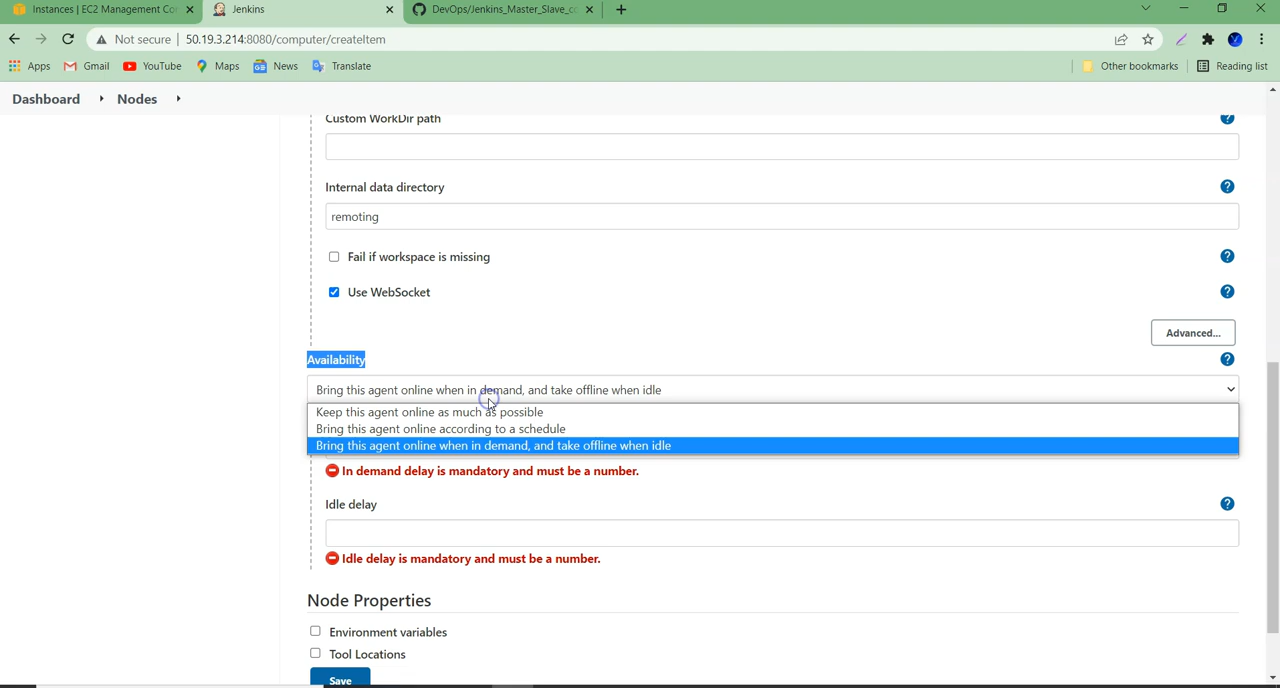 Instances | EC2 Management Con
Jenkins
DevOps/Jenkins_Master_Slave_co
Not secure | 50.19.3.214:8080/computer/createItem
Apps Gmail YouTube Maps News Translate Other bookmarks Reading list
Dashboard Nodes
Custom WorkDir path
Internal data directory
remoting
Fail if workspace is missing
Use WebSocket
Advanced...
Availability
Bring this agent online when in demand, and take offline when idle
Keep this agent online as much as possible
Bring this agent online according to a schedule
Bring this agent online when in demand, and take offline when idle
In demand delay is mandatory and must be a number.
Idle delay
Idle delay is mandatory and must be a number.
Node Properties
Environment variables
Tool Locations
Save